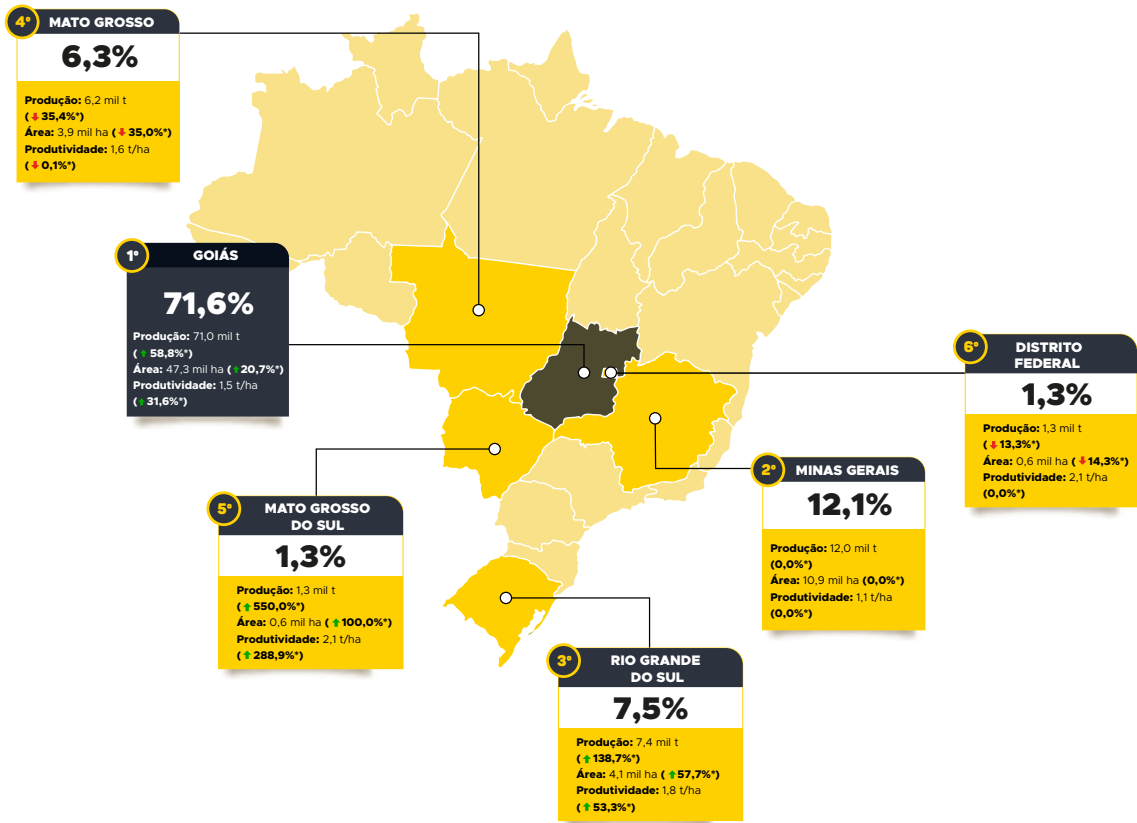 4º
MATO GROSSO
6,3%
Produção: 6,2 mil t
(↓35,4%*)
Área: 3,9 mil ha (↓35,0%*)
Produtividade: 1,6 t/ha
(↓0,1%*)
1º
GOIÁS
71,6%
Produção: 71,0 mil t
(↑58,8%*)
Área: 47,3 mil ha (↑20,7%*)
Produtividade: 1,5 t/ha
(↑31,6%*)
6º
DISTRITO
FEDERAL
1,3%
Produção: 1,3 mil t
(↓13,3%*)
Área: 0,6 mil ha (↓14,3%*)
Produtividade: 2,1 t/ha
(0,0%*)
2º
MINAS GERAIS
12,1%
Produção: 12,0 mil t
(0,0%*)
Área: 10,9 mil ha (0,0%*)
Produtividade: 1,1 t/ha
(0,0%*)
5º
MATO GROSSO
DO SUL
1,3%
Produção: 1,3 mil t
(↑550,0%*)
Área: 0,6 mil ha (↑100,0%*)
Produtividade: 2,1 t/ha
(↑288,9%*)
3º
RIO GRANDE
DO SUL
7,5%
Produção: 7,4 mil t
(↑138,7%*)
Área: 4,1 mil ha (↑57,7%*)
Produtividade: 1,8 t/ha
(↑53,3%*)